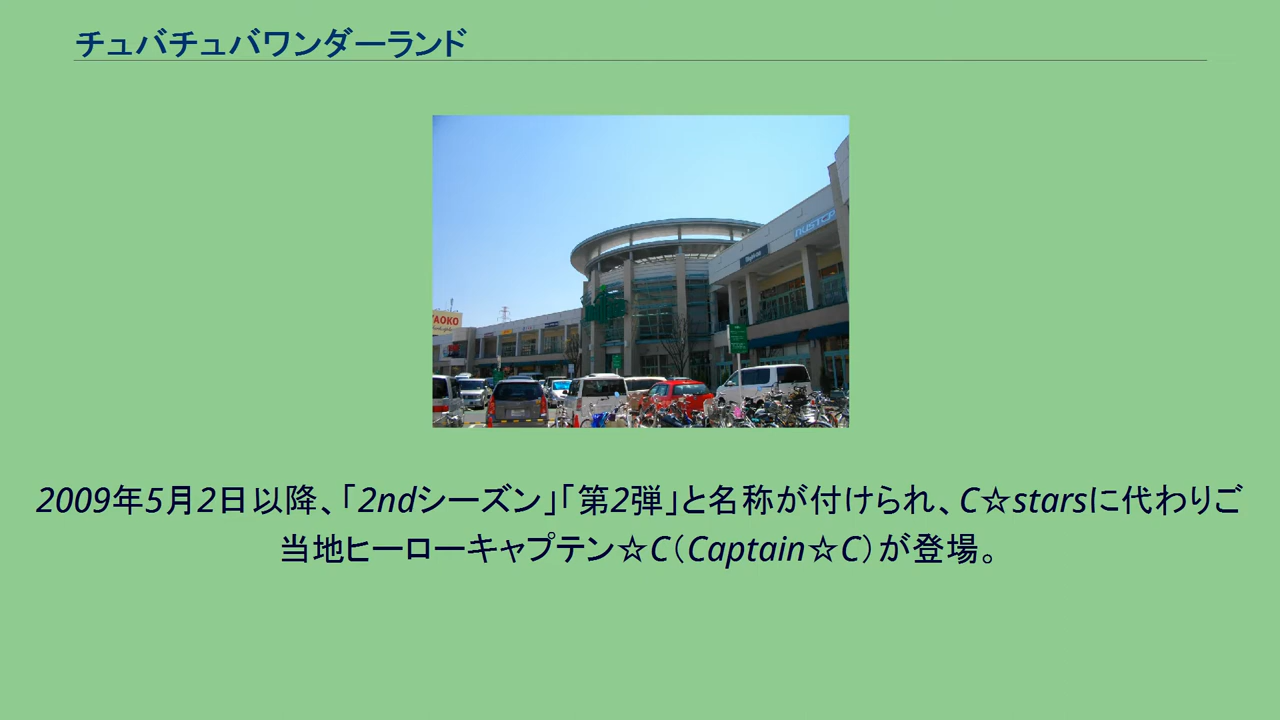 チュバチュバワンダーランド
YAOKO
2009年5月2日以降、「2ndシーズン」「第2弾」と名称が付けられ、C☆starsに代わりご
当地ヒーローキャプテン☆C（Captain☆C）が登場。